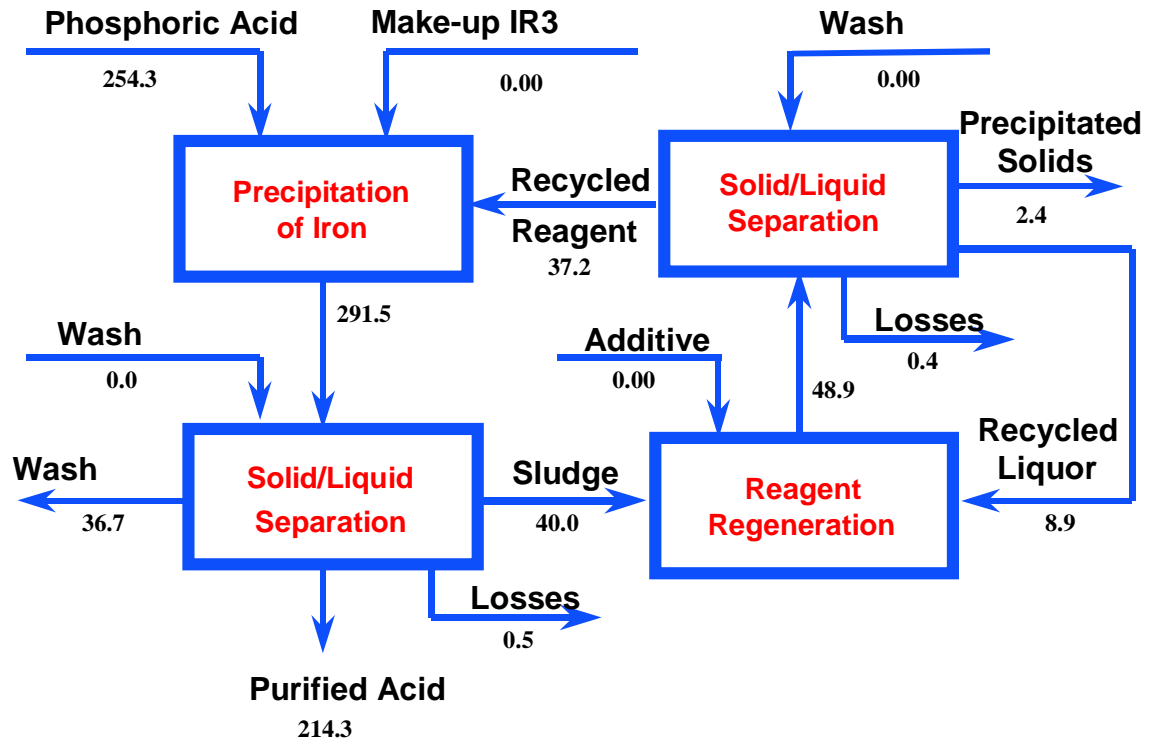 Phosphoric Acid
254.3
Make-up IR3
0.00
Wash
0.00
Precipitation
of Iron
Recycled
Reagent
37.2
Solid/Liquid
Separation
Precipitated
Solids
2.4
291.5
Wash
0.0
Additive
0.00
48.9
Losses
0.4
Recycled
Liquor
8.9
Wash
36.7
Solid/Liquid
Separation
Sludge
40.0
Reagent
Regeneration
Losses
0.5
Purified Acid
214.3